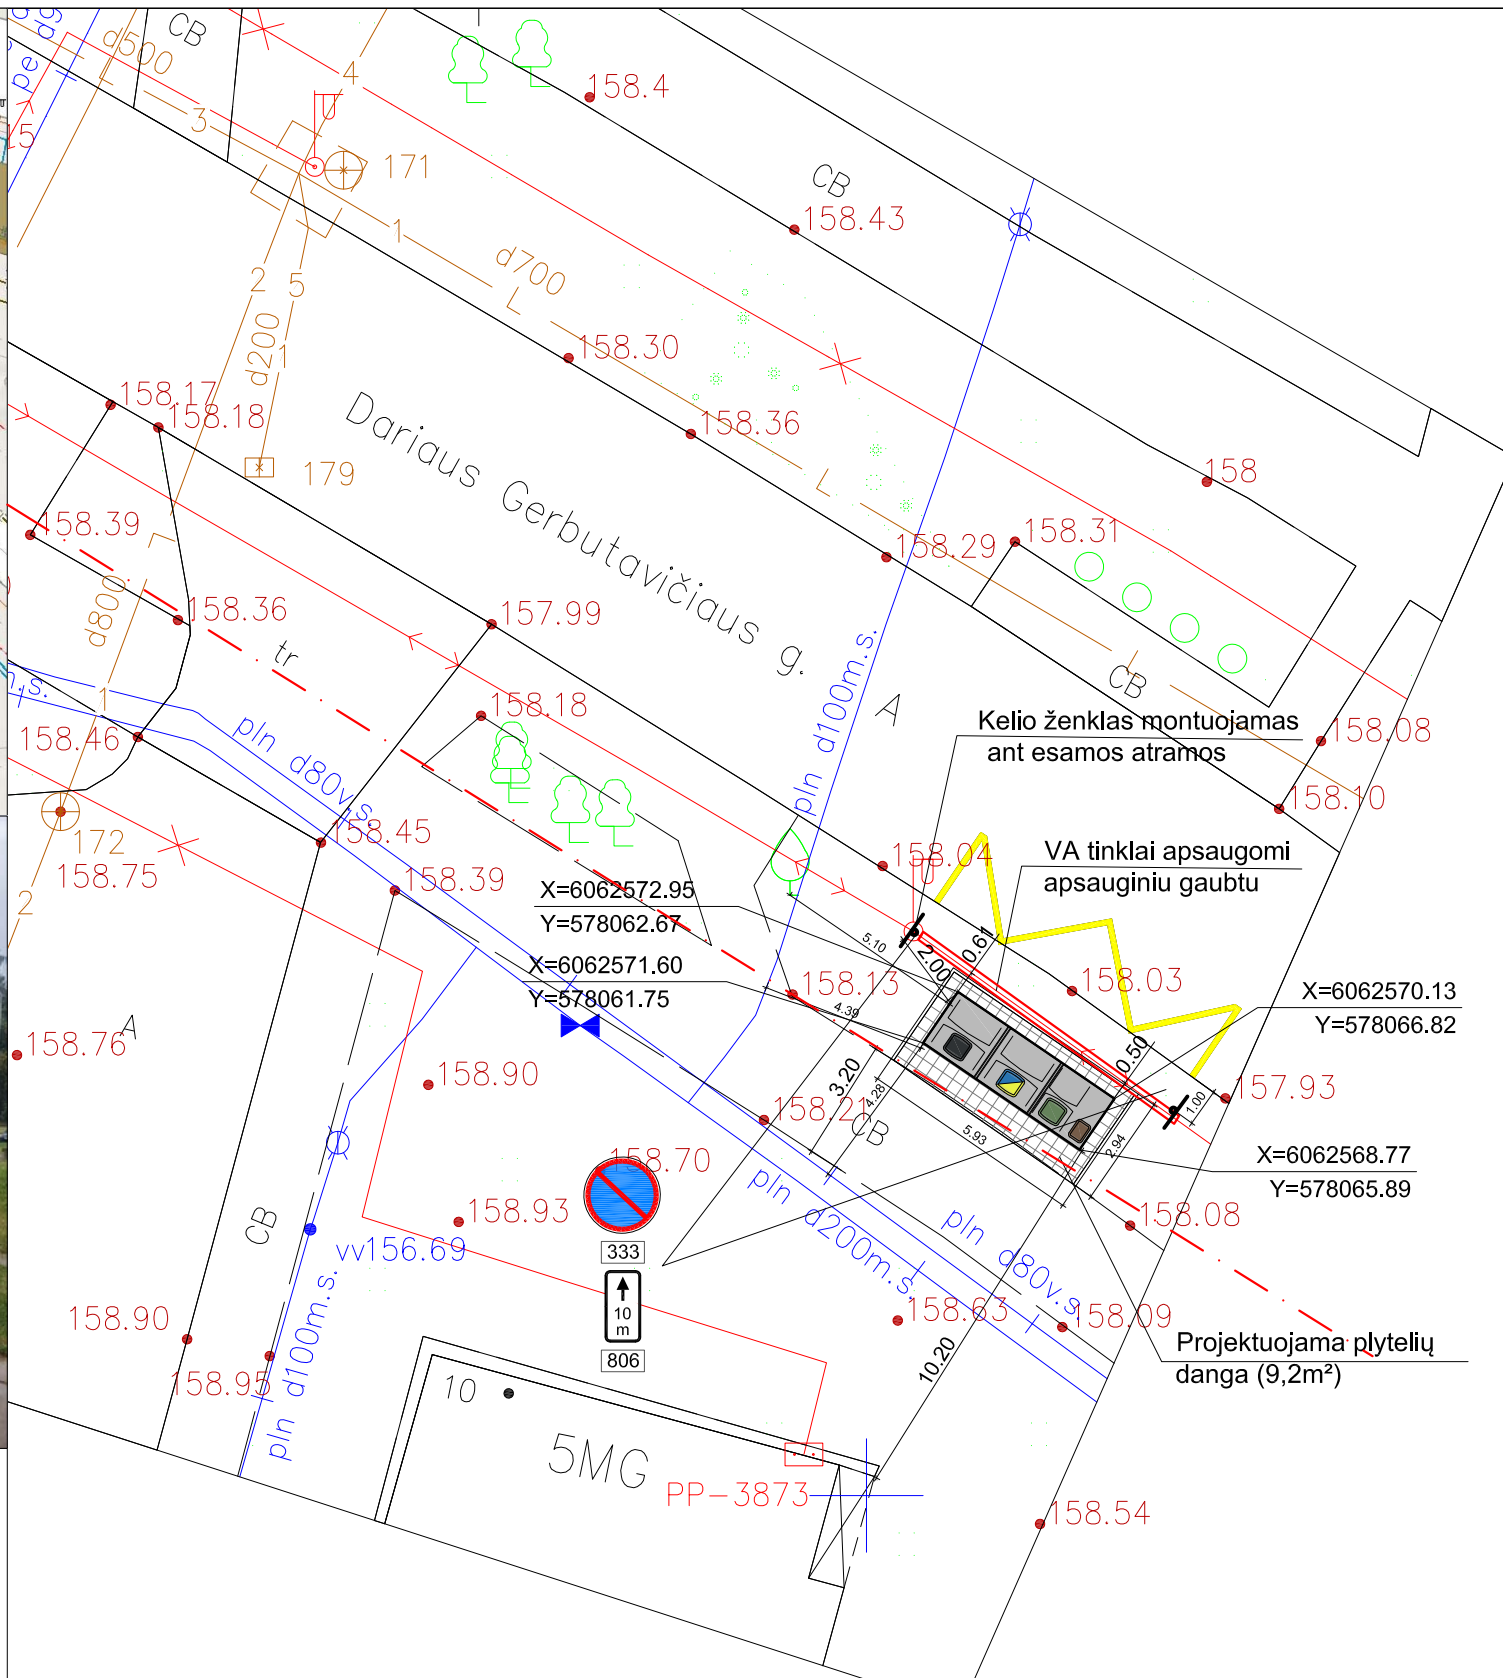 CB
d500
4
158.4
3
171
CB
158.43
1
d700
L
2
5
d200
1
158.30
158.17
158.18
158.36
179
Dariaus Gerbutavičiaus g.
L
158
158.39
158.29
158.31
d800
158.36
157.99
tr
L
CB
1
m.s.
158.18
pln d100m.s.
A
Kelio ženklas montuojamas
ant esamos atramos
158.08
158.46
pln d80v.s.
158.10
172
158.45
158.04
VA tinklai apsaugomi
apsauginiu gaubtu
158.75
158.39
X=6062572.95
Y=578062.67
2
5.10
2.00
0.61
X=6062571.60
Y=578061.75
158.13
4.39
158.03
X=6062570.13
Y=578066.82
A
158.76
158.90
3.20
4.28
0.50
157.93
1.00
158.21
CB
5.93
2.94
X=6062568.77
Y=578065.89
158.70
pln d200m.s.
pln d80v.s.
158.08
CB
158.93
vv156.69
333
10
m
806
158.63
158.09
158.90
158.95
pln d100m.s.
10.20
Projektuojama plytelių
danga (9,2m²)
10
5MG
PP-3873
158.54